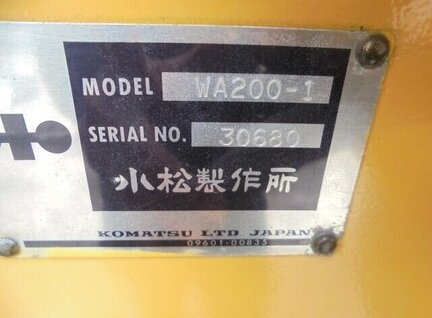 MODEL WA200-1
SERIAL NO. 30680
小松製作所
KOMATSU LTD. JAPAN
09601-00835